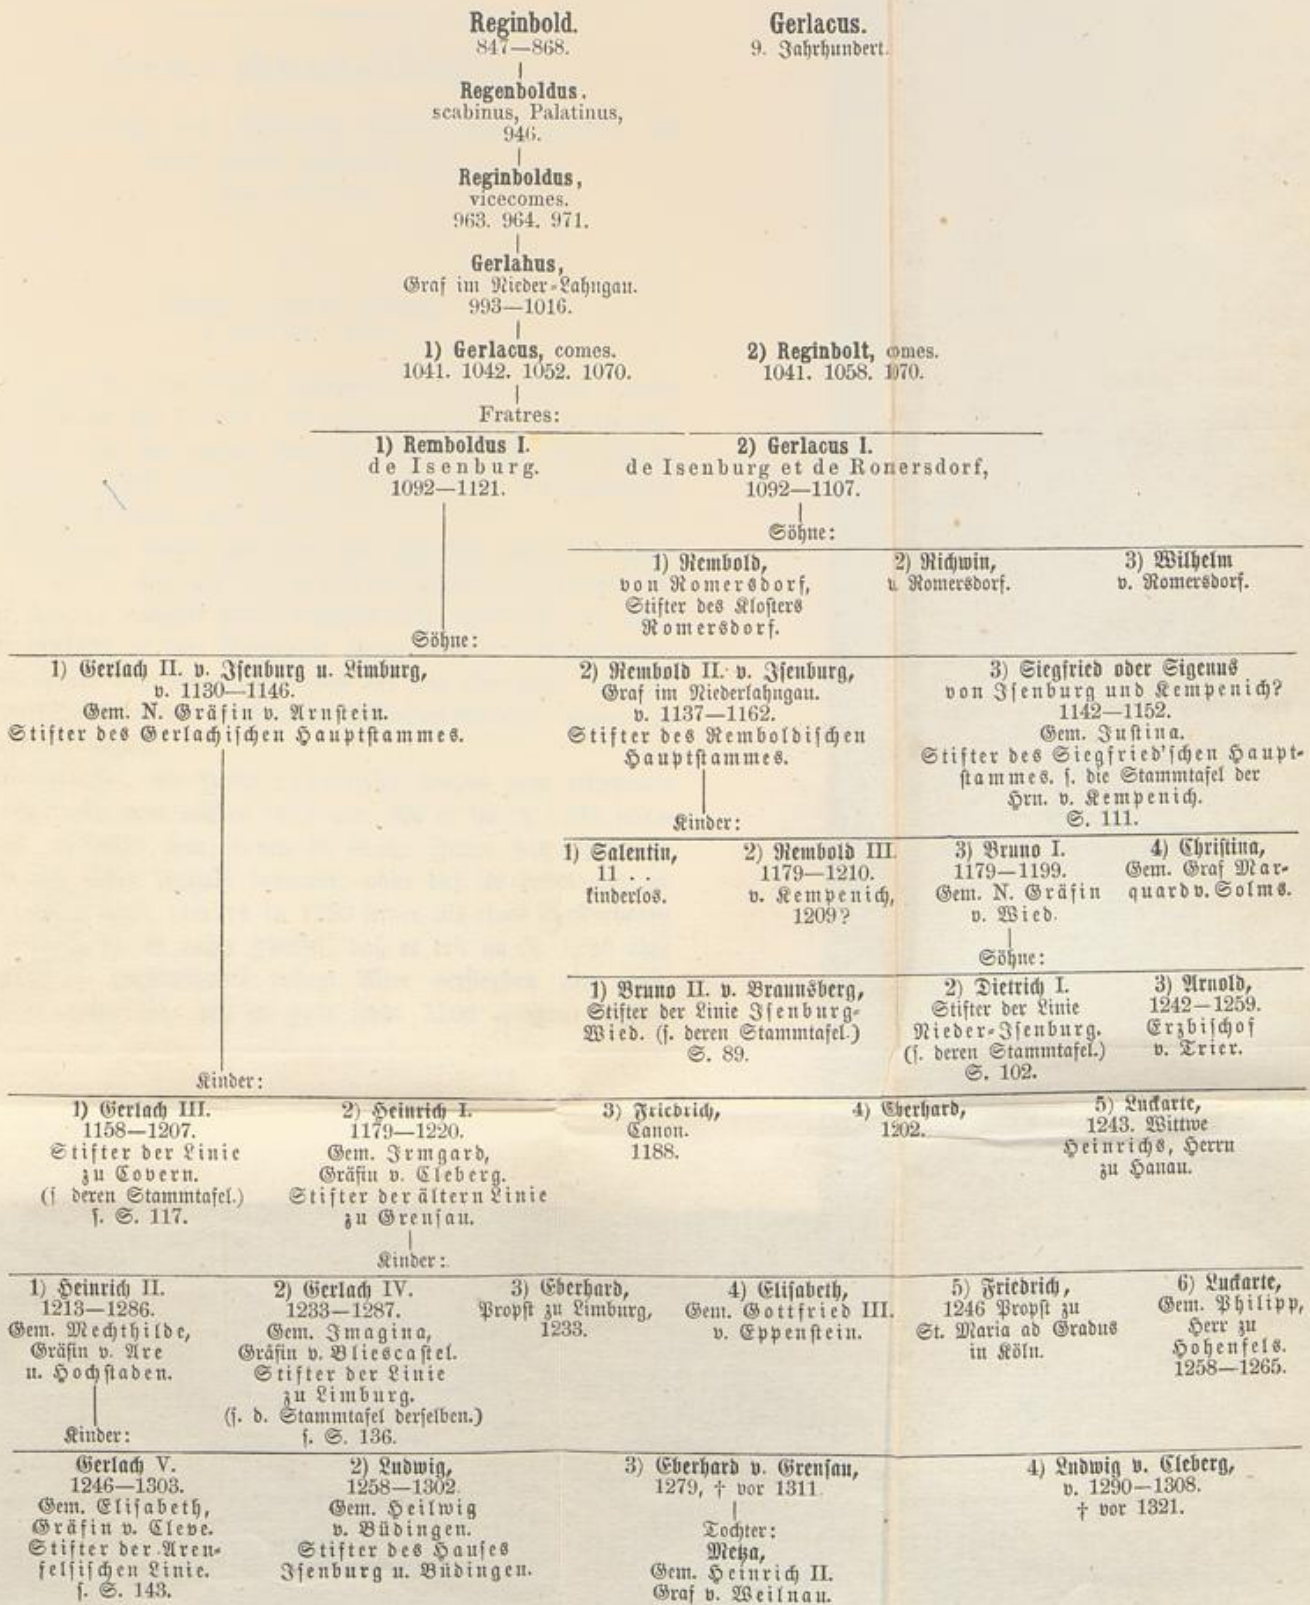 Reginbold.
847—868.
Gerlacus.
9. Jahrhundert.
Regenboldus.
scabinus, Palatinus,
946.
Reginboldus,
vicecomes.
963. 964. 971.
Gerlahus,
Graf im Nieder-Lahngau.
993—1016.
1) Gerlacus, comes.
1041. 1042. 1052. 1070.
2) Reginbolt, omes.
1041. 1058. 1070.
Fratres:
1) Remboldus I.
de Isenburg.
1092—1121.
2) Gerlacus I.
de Isenburg et de Romersdorf,
1092—1107.
Söhne:
1) Rembold,
von Romersdorf,
Stifter des Klosters
Romersdorf.
2) Richwin,
v. Romersdorf.
3) Wilhelm
v. Romersdorf.
Söhne:
1) Gerlach II. v. Isenburg u. Limburg,
v. 1130—1146.
Gem. N. Gräfin v. Arnstein.
Stifter des Gerlachischen Hauptstammes.
2) Rembold II. v. Isenburg,
Graf im Niederlahngau.
v. 1137—1162.
Stifter des Remboldischen
Hauptstammes.
3) Siegfried oder Sigenus
von Isenburg und Kempenich?
1142—1152.
Gem. Justina.
Stifter des Siegfried'schen Haupt-
stammes. s. die Stammtafel der
Hrn. v. Kempenich.
S. 111.
Kinder:
1) Salentin,
11 . .
kinderlos.
2) Rembold III.
1179—1210.
v. Kempenich,
1209?
3) Bruno I.
1179—1199.
Gem. N. Gräfin
v. Wied.
4) Christina,
Gem. Graf Mar-
quard v. Solms.
Söhne:
1) Bruno II. v. Braunsberg,
Stifter der Linie Isenburg-
Wied. (s. deren Stammtafel.)
S. 89.
2) Dietrich I.
Stifter der Linie
Nieder-Isenburg.
(s. deren Stammtafel.)
S. 102.
3) Arnold,
1242—1259.
Erzbischof
v. Trier.
Kinder:
1) Gerlach III.
1158—1207.
Stifter der Linie
zu Covern.
(s deren Stammtafel.)
s. S. 117.
2) Heinrich I.
1179—1220.
Gem. Irmgard,
Gräfin v. Cleberg.
Stifter der ältern Linie
zu Grensau.
3) Friedrich,
Canon.
1188.
4) Eberhard,
1202.
5) Luckarte,
1243. Wittwe
Heinrichs, Herrn
zu Hanau.
Kinder:
1) Heinrich II.
1213—1286.
Gem. Mechthilde,
Gräfin v. Are
u. Hochstaden.
2) Gerlach IV.
1233—1287.
Gem. Imagina,
Gräfin v. Bliescastel.
Stifter der Linie
zu Limburg.
(s. d. Stammtafel derselben.)
s. S. 136.
3) Eberhard,
Propst zu Limburg,
1233.
4) Elisabeth,
Gem. Gottfried III.
v. Eppenstein.
5) Friedrich,
1246 Propst zu
St. Maria ad Gradus
in Köln.
6) Luckarte,
Gem. Philipp,
Herr zu
Hohenfels.
1258—1265.
Kinder:
Gerlach V.
1246—1303.
Gem. Elisabeth,
Gräfin v. Cleve.
Stifter der Aren-
felsischen Linie.
s. S. 143.
2) Ludwig,
1258—1302.
Gem. Heilwig
v. Büdingen.
Stifter des Hauses
Isenburg u. Büdingen.
3) Eberhard v. Grensau,
1279, † vor 1311.
Tochter:
Metza,
Gem. Heinrich II.
Graf v. Weilnau.
4) Ludwig v. Cleberg,
v. 1290—1308.
† vor 1321.